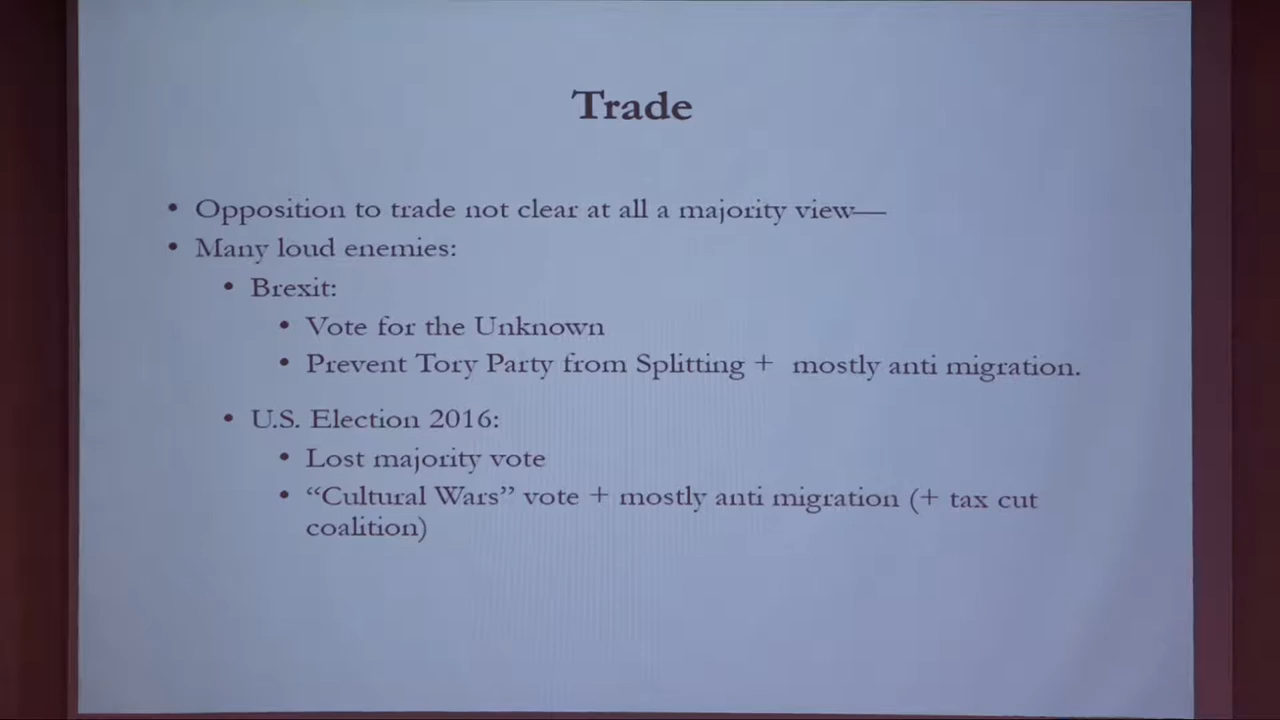 Trade
• Opposition to trade not clear at all a majority view—
• Many loud enemies:
• Brexit:
• Vote for the Unknown
• Prevent Tory Party from Splitting + mostly anti migration.
• U.S. Election 2016:
• Lost majority vote
• “Cultural Wars” vote + mostly anti migration (+ tax cut
coalition)